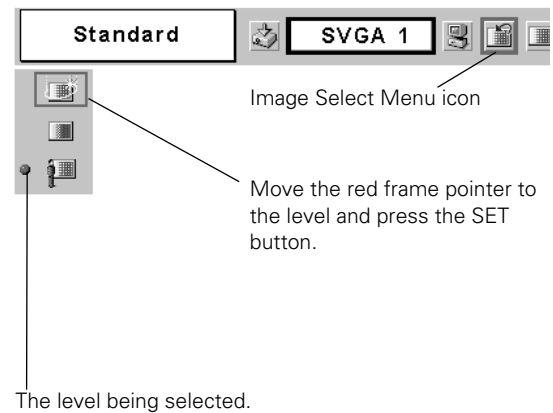 Standard
SVGA 1
Image Select Menu icon
Move the red frame pointer to
the level and press the SET
button.
The level being selected.